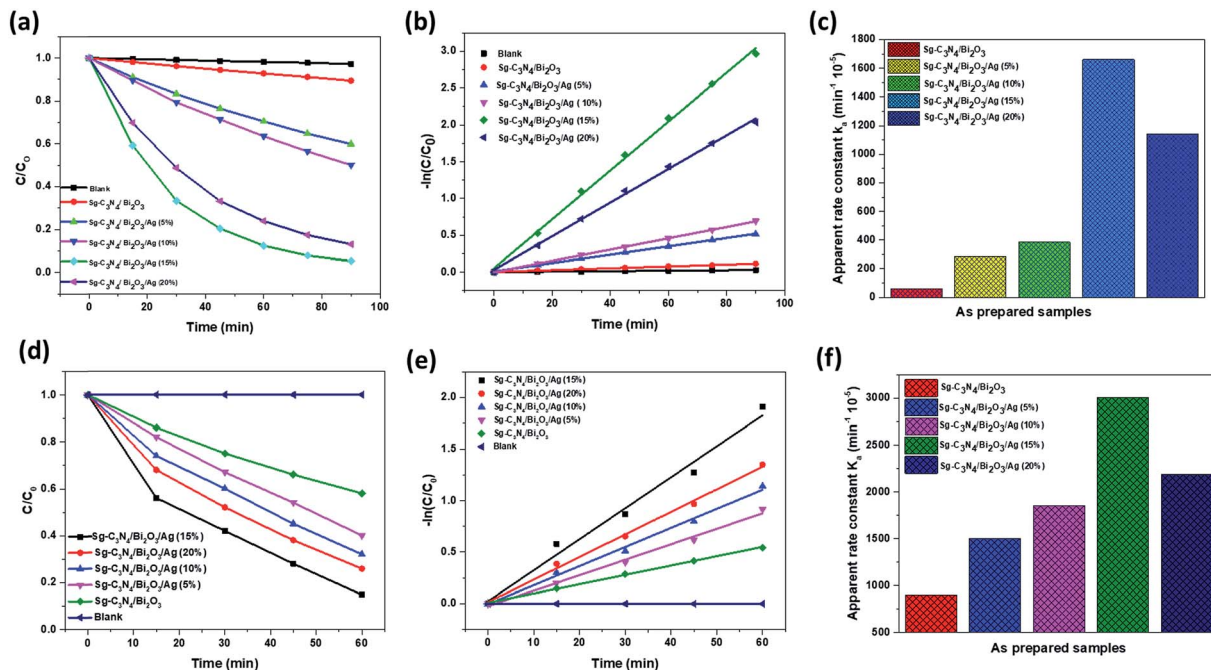 (a)
C/C₀
1.0
0.8
0.6
0.4
0.2
0.0
Blank
Sg-C₃N₄/Bi₂O₃
Sg-C₃N₄/Bi₂O₃/Ag (5%)
Sg-C₃N₄/Bi₂O₃/Ag (10%)
Sg-C₃N₄/Bi₂O₃/Ag (15%)
Sg-C₃N₄/Bi₂O₃/Ag (20%)
0 20 40 60 80 100
Time (min)
(b)
-ln(C/C₀)
3.0
2.5
2.0
1.5
1.0
0.5
0.0
Blank
Sg-C₃N₄/Bi₂O₃
Sg-C₃N₄/Bi₂O₃/Ag (5%)
Sg-C₃N₄/Bi₂O₃/Ag ( 10%)
Sg-C₃N₄/Bi₂O₃/Ag (15%)
Sg-C₃N₄/Bi₂O₃/Ag (20%)
0 20 40 60 80 100
Time (min)
(c)
Apparent rate constant kₐ (min⁻¹ 10⁻⁵)
1800
1600
1400
1200
1000
800
600
400
200
0
Sg-C₃N₄/Bi₂O₃
Sg-C₃N₄/Bi₂O₃/Ag (5%)
Sg-C₃N₄/Bi₂O₃/Ag (10%)
Sg-C₃N₄/Bi₂O₃/Ag (15%)
Sg-C₃N₄/Bi₂O₃/Ag (20%)
As prepared samples
(d)
C/C₀
1.0
0.8
0.6
0.4
0.2
0.0
Sg-C₃N₄/Bi₂O₃/Ag (15%)
Sg-C₃N₄/Bi₂O₃/Ag (20%)
Sg-C₃N₄/Bi₂O₃/Ag (10%)
Sg-C₃N₄/Bi₂O₃/Ag (5%)
Sg-C₃N₄/Bi₂O₃
Blank
0 10 20 30 40 50 60
Time (min)
(e)
-ln(C/C₀)
2.0
1.5
1.0
0.5
0.0
Sg-C₃N₄/Bi₂O₃/Ag (15%)
Sg-C₃N₄/Bi₂O₃/Ag (20%)
Sg-C₃N₄/Bi₂O₃/Ag (10%)
Sg-C₃N₄/Bi₂O₃/Ag (5%)
Sg-C₃N₄/Bi₂O₃
Blank
0 10 20 30 40 50 60
Time (min)
(f)
Apparent rate constant Kₐ (min⁻¹ 10⁻⁵)
3000
2500
2250
1750
1500
1000
500
Sg-C₃N₄/Bi₂O₃
Sg-C₃N₄/Bi₂O₃/Ag (5%)
Sg-C₃N₄/Bi₂O₃/Ag (10%)
Sg-C₃N₄/Bi₂O₃/Ag (15%)
Sg-C₃N₄/Bi₂O₃/Ag (20%)
As prepared samples